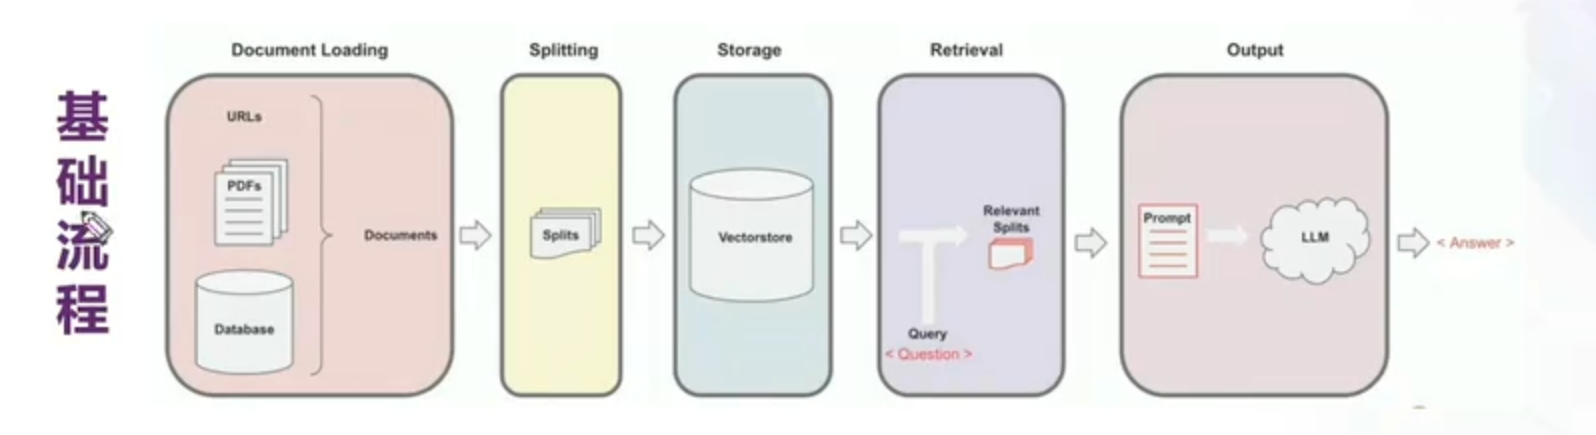 基础流程
Document Loading
Splitting
Storage
Retrieval
Output
URLs
PDFs
Database
Documents
Splits
Vectorstore
Relevant
Splits
Query
< Question >
Prompt
LLM
< Answer >